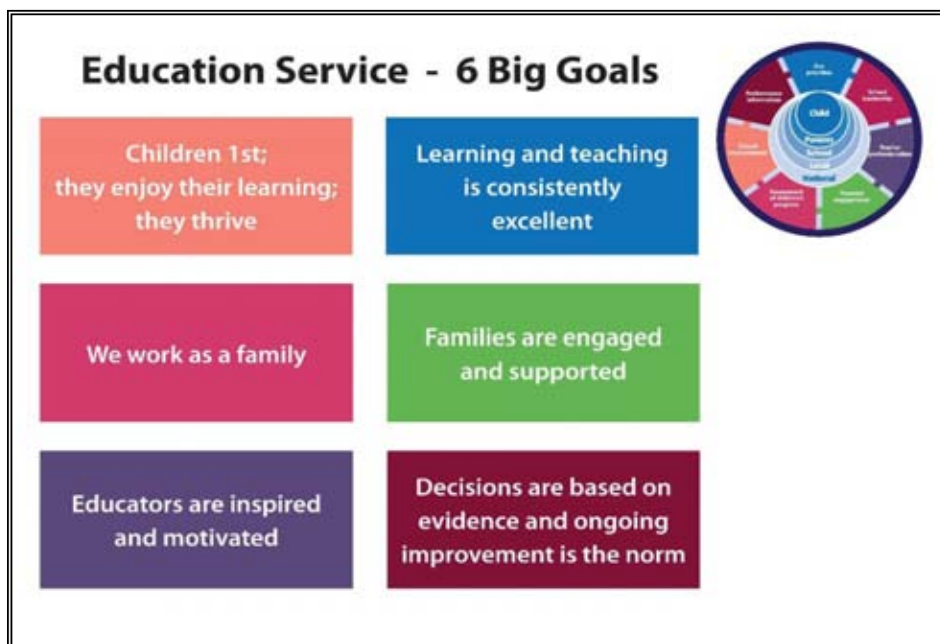 Education Service - 6 Big Goals
Children 1st;
they enjoy their learning;
they thrive
Learning and teaching
is consistently
excellent
We work as a family
Families are engaged
and supported
Educators are inspired
and motivated
Decisions are based on
evidence and ongoing
improvement is the norm
Child
School